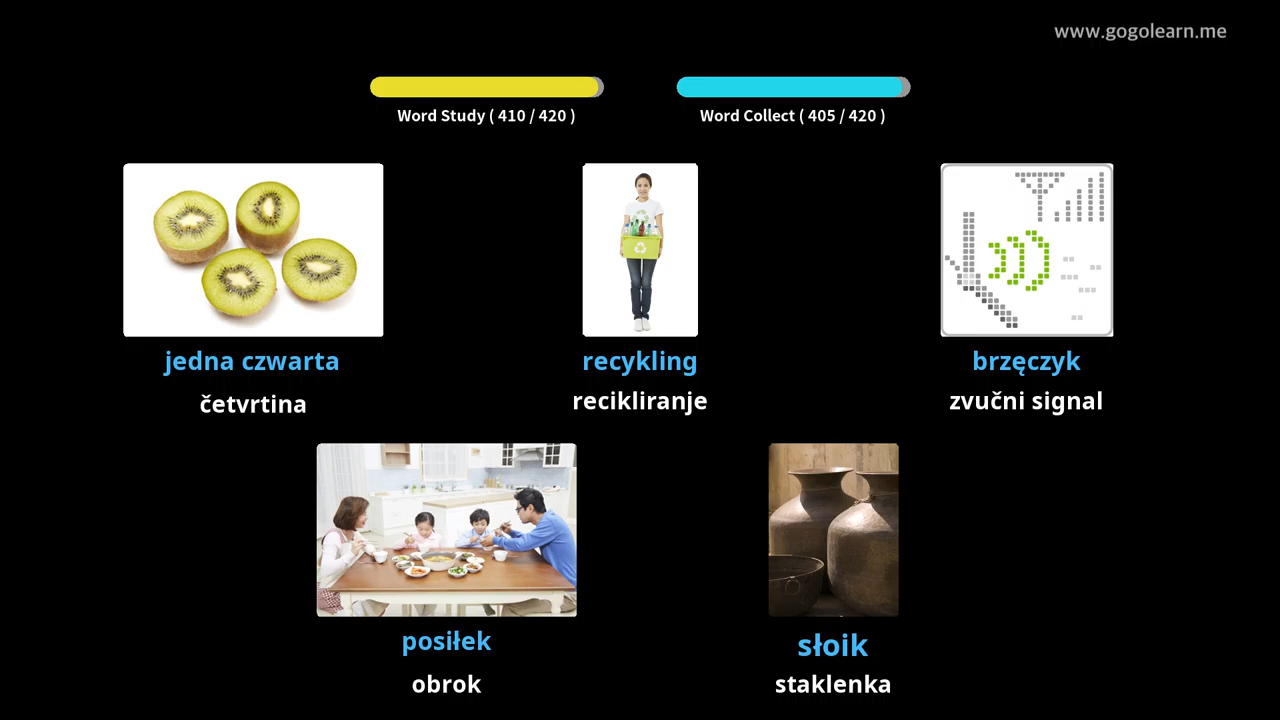 www.gogolearn.me
Word Study ( 410 / 420 )
Word Collect ( 405 / 420 )
jedna czwarta
četvrtina
recykling
recikliranje
brzęczyk
zvučni signal
posiłek
obrok
słoik
staklenka